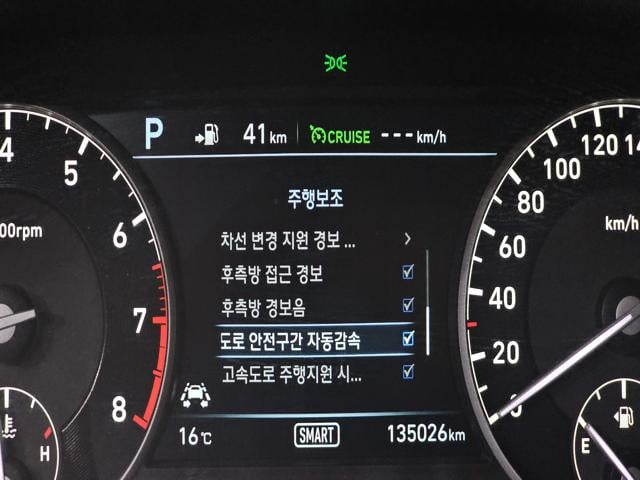 P 41 km CRUISE --- km/h
주행보조
차선 변경 지원 경보 ...
후측방 접근 경보
후측방 경보음
도로 안전구간 자동감속
고속도로 주행지원 시...
16℃ SMART 135026km
4
5
6
7
8
00rpm
H
0
20
40
60
80
100
120
14
km/h
E